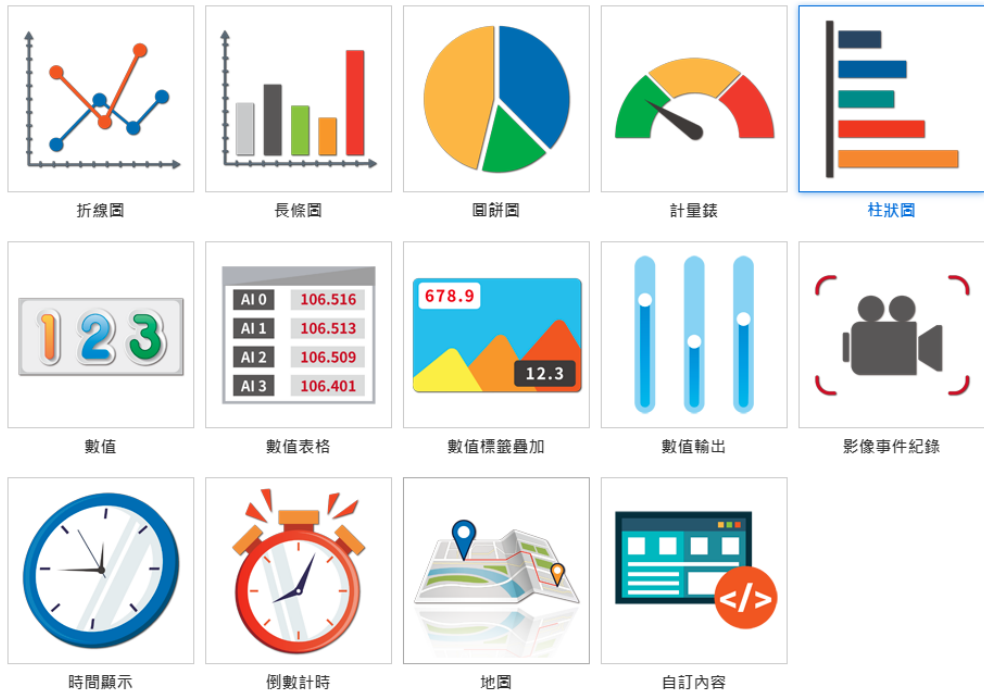 折線圖
長條圖
圓餅圖
計量錶
柱狀圖
1 2 3
AI 0 106.516
AI 1 106.513
AI 2 106.509
AI 3 106.401
678.9
12.3
數值
數值表格
數值標籤疊加
數值輸出
影像事件紀錄
</>
時間顯示
倒數計時
地圖
自訂內容